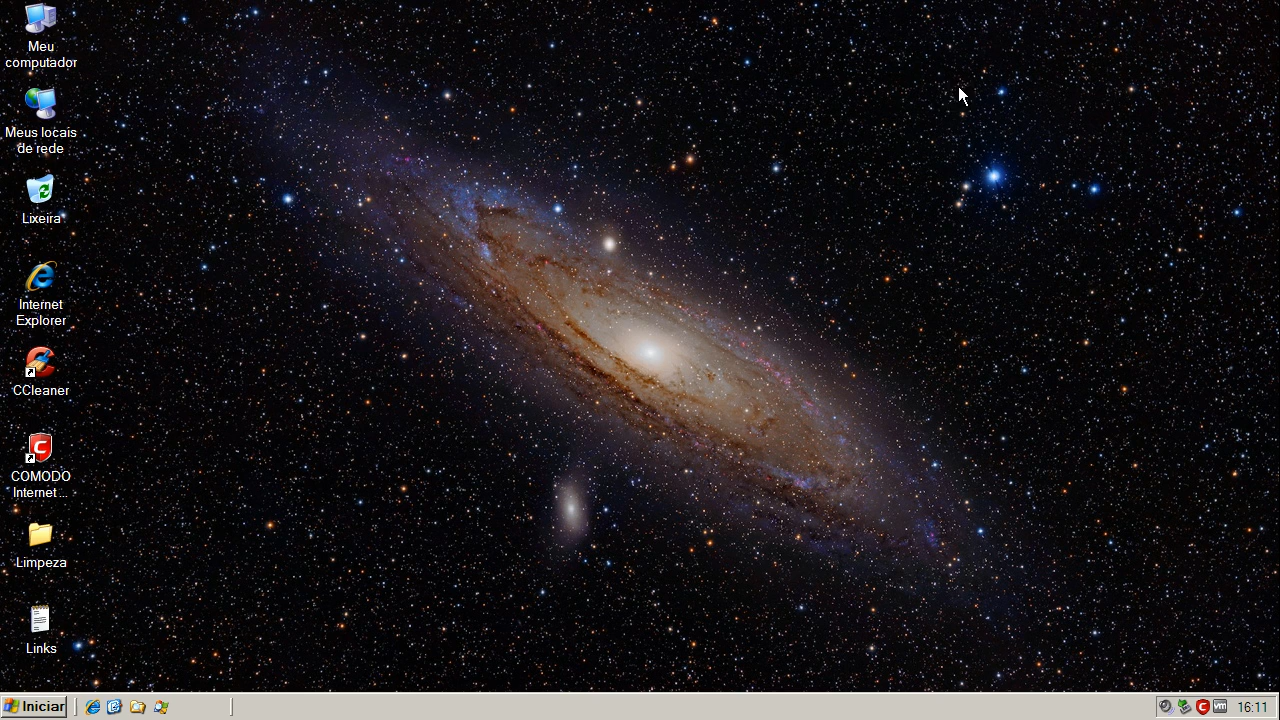 Meu
computador
Meus locais
de rede
Lixeira
Internet
Explorer
CCleaner
COMODO
Internet ...
Limpeza
Links
Iniciar
16:11